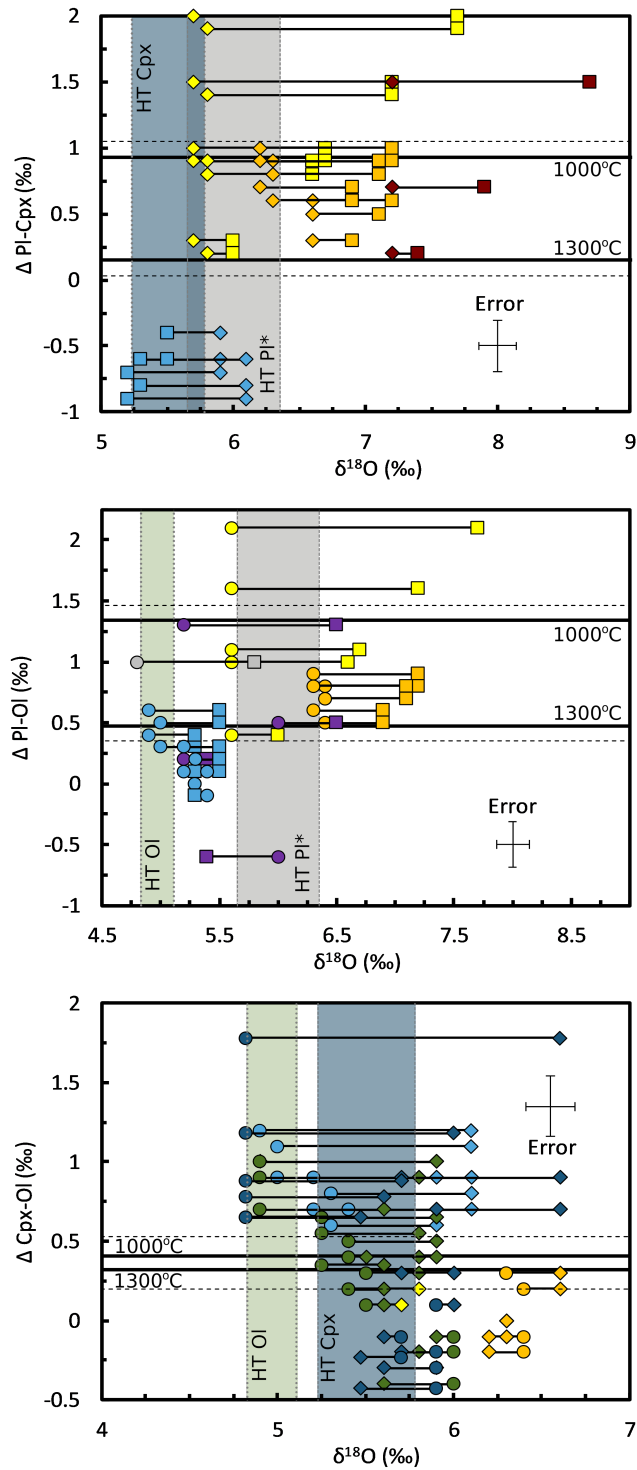 2
1.5
1
0.5
0
-0.5
-1
Δ Pl-Cpx (‰)
HT Cpx
HT Pl*
1000°C
1300°C
Error
5 6 7 8 9
δ18O (‰)
2
1.5
1
0.5
0
-0.5
-1
Δ Pl-Ol (‰)
HT Ol
HT Pl*
1000°C
1300°C
Error
4.5 5.5 6.5 7.5 8.5
δ18O (‰)
2
1.5
1
0.5
0
-0.5
Δ Cpx-Ol (‰)
Error
1000°C
1300°C
HT Ol
HT Cpx
4 5 6 7
δ18O (‰)